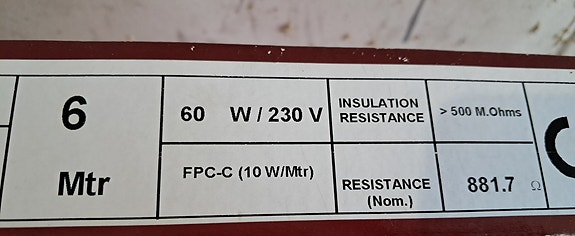 6
Mtr
60 W / 230 V
FPC-C (10 W/Mtr)
INSULATION
RESISTANCE
> 500 M.Ohms
RESISTANCE
(Nom.)
881.7 Ω